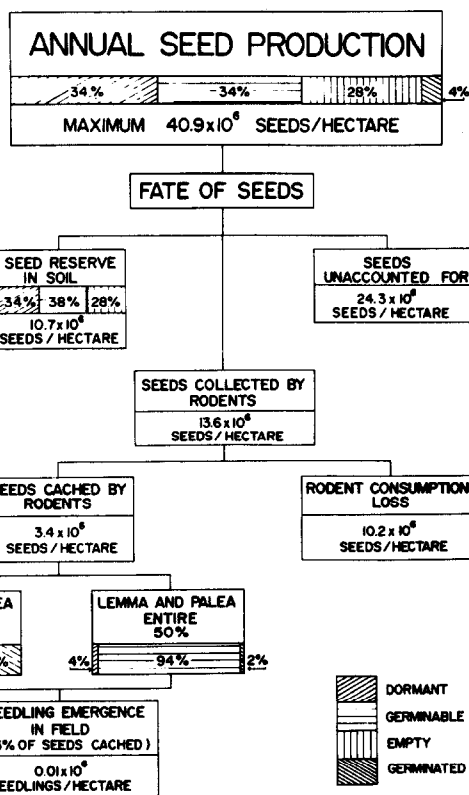 ANNUAL SEED PRODUCTION
34% 34% 28% 4%
MAXIMUM 40.9x10⁶ SEEDS/HECTARE
FATE OF SEEDS
SEED RESERVE
IN SOIL
34% 38% 28%
10.7x10⁶
SEEDS/HECTARE
SEEDS
UNACCOUNTED FOR
24.3x10⁶
SEEDS/HECTARE
SEEDS COLLECTED BY
RODENTS
13.6x10⁶
SEEDS/HECTARE
EEDS CACHED BY
RODENTS
3.4x10⁶
SEEDS/HECTARE
RODENT CONSUMPTION
LOSS
10.2x10⁶
SEEDS/HECTARE
EA
%
LEMMA AND PALEA
ENTIRE
50%
4% 94% 2%
EEDLING EMERGENCE
IN FIELD
% OF SEEDS CACHED)
0.01x10⁶
EEDLINGS/HECTARE
DORMANT
GERMINABLE
EMPTY
GERMINATED